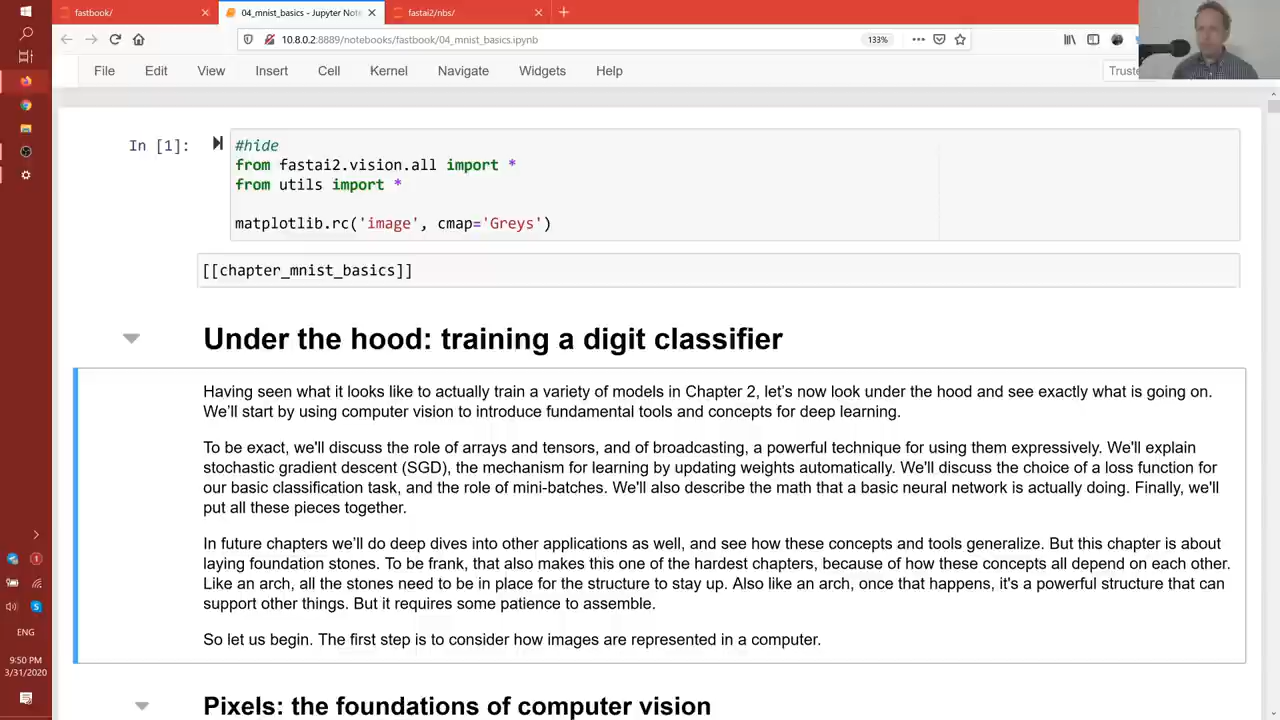 fastbook/
04_mnist_basics - Jupyter Note
fastai2/nbs/
10.8.0.2:8889/notebooks/fastbook/04_mnist_basics.ipynb
133%
File Edit View Insert Cell Kernel Navigate Widgets Help
Truste
In [1]:
#hide
from fastai2.vision.all import *
from utils import *
matplotlib.rc('image', cmap='Greys')
[[chapter_mnist_basics]]
Under the hood: training a digit classifier
Having seen what it looks like to actually train a variety of models in Chapter 2, let’s now look under the hood and see exactly what is going on.
We’ll start by using computer vision to introduce fundamental tools and concepts for deep learning.
To be exact, we'll discuss the role of arrays and tensors, and of broadcasting, a powerful technique for using them expressively. We'll explain
stochastic gradient descent (SGD), the mechanism for learning by updating weights automatically. We'll discuss the choice of a loss function for
our basic classification task, and the role of mini-batches. We'll also describe the math that a basic neural network is actually doing. Finally, we'll
put all these pieces together.
In future chapters we’ll do deep dives into other applications as well, and see how these concepts and tools generalize. But this chapter is about
laying foundation stones. To be frank, that also makes this one of the hardest chapters, because of how these concepts all depend on each other.
Like an arch, all the stones need to be in place for the structure to stay up. Also like an arch, once that happens, it's a powerful structure that can
support other things. But it requires some patience to assemble.
So let us begin. The first step is to consider how images are represented in a computer.
Pixels: the foundations of computer vision
ENG
9:50 PM
3/31/2020